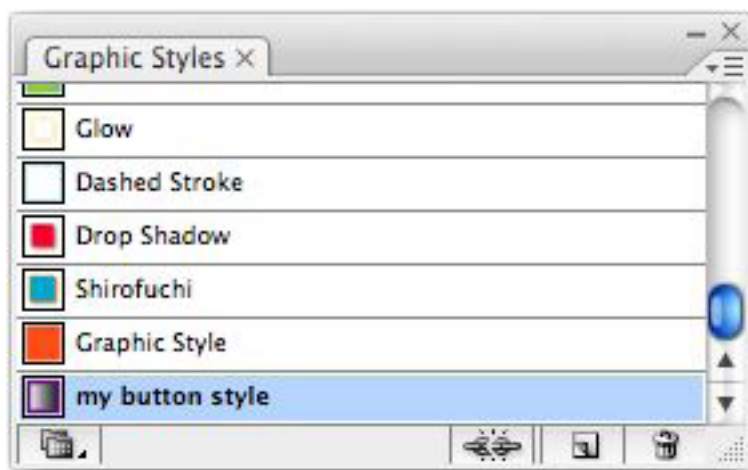 Graphic Styles
Glow
Dashed Stroke
Drop Shadow
Shirofuchi
Graphic Style
my button style